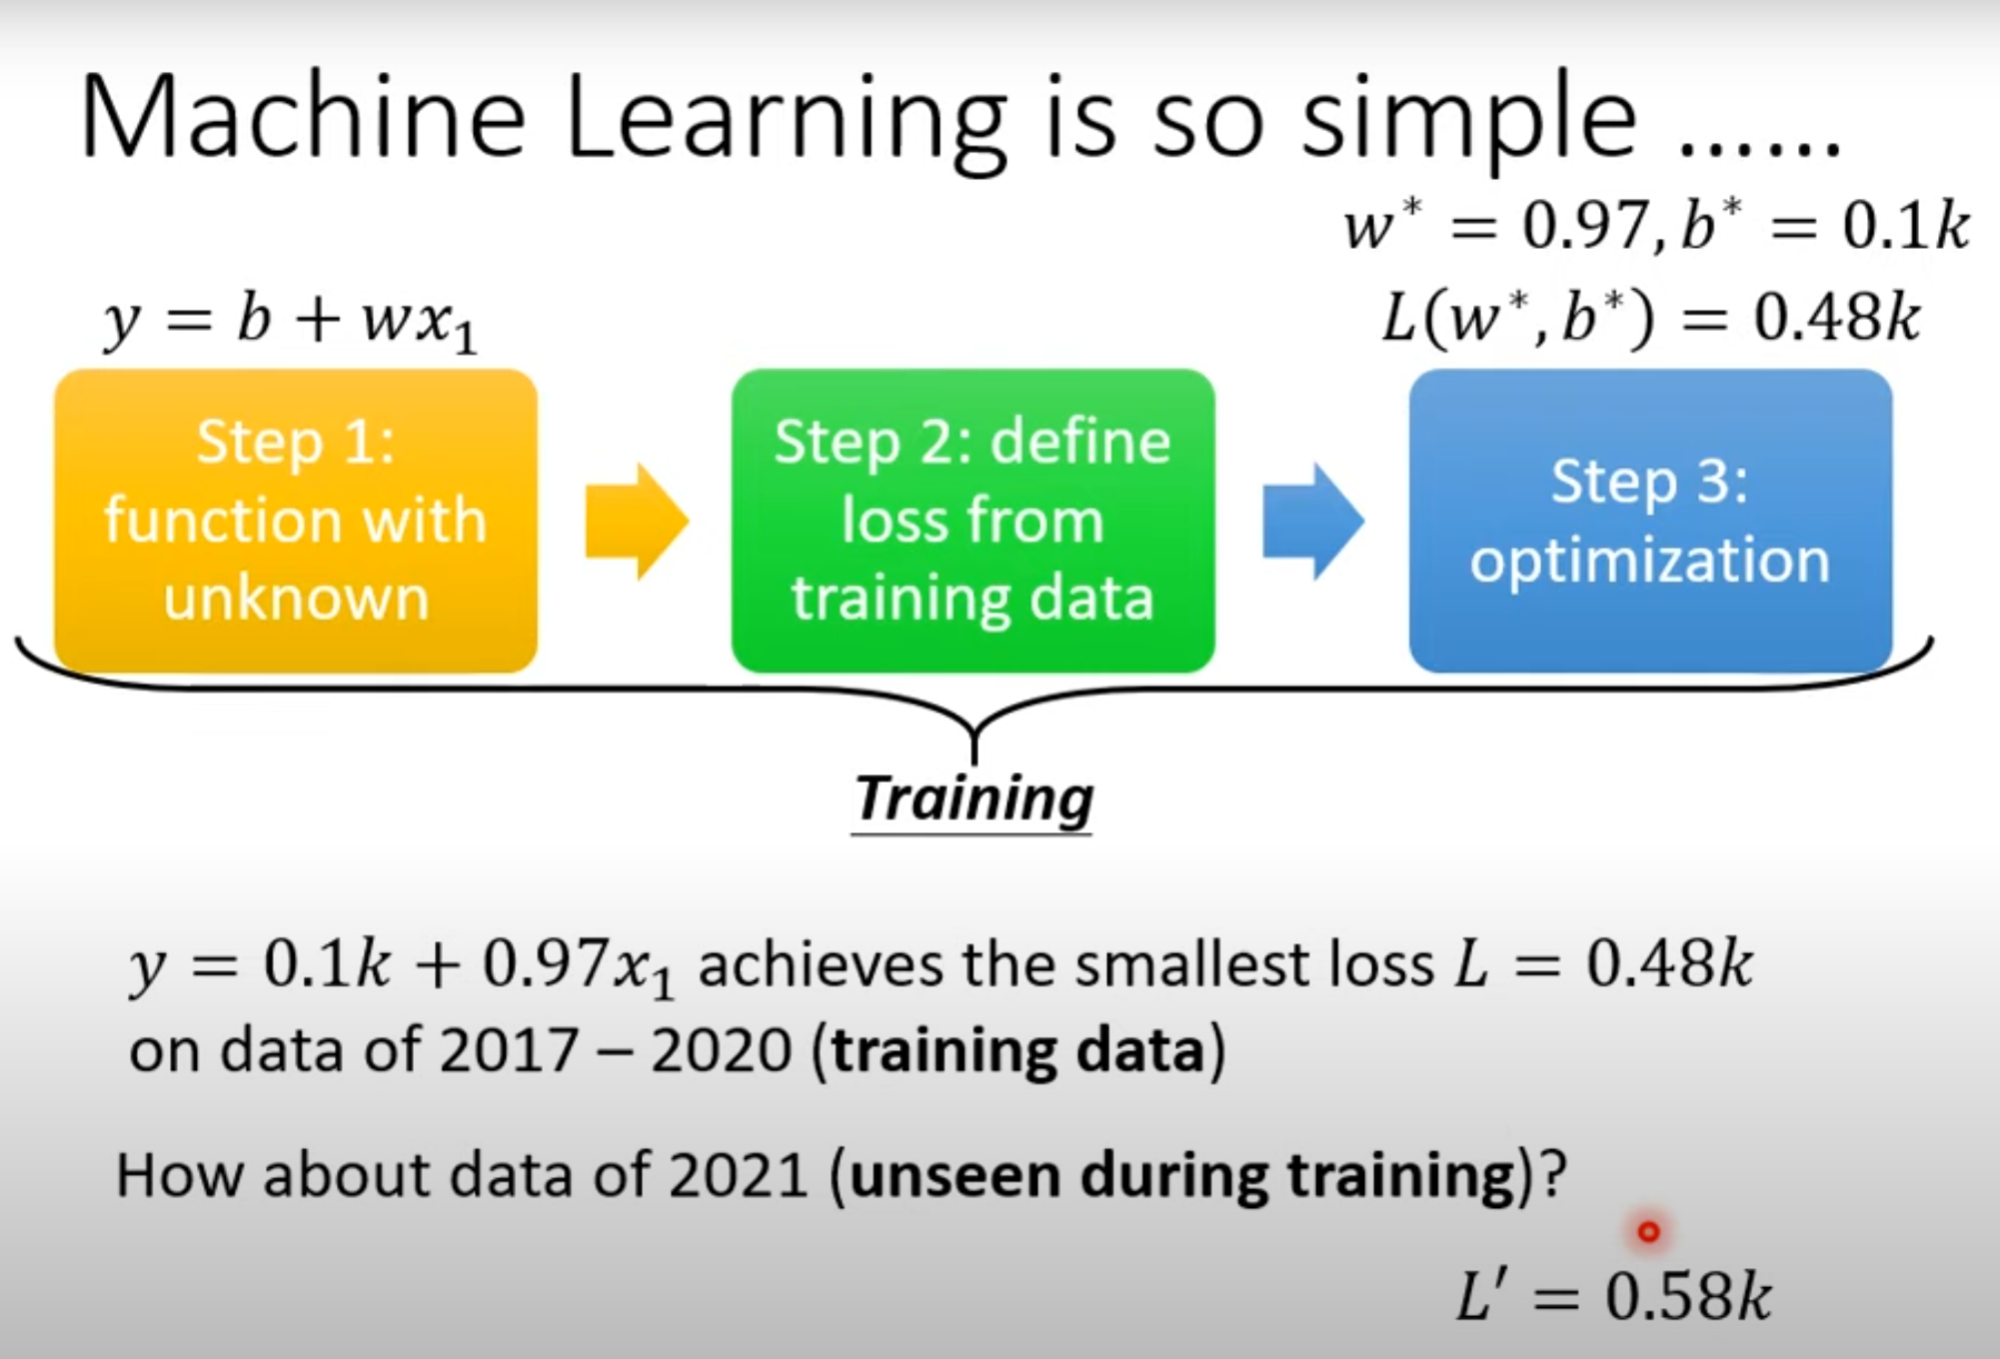 Machine Learning is so simple ……
w* = 0.97, b* = 0.1k
y = b + wx₁
L(w*, b*) = 0.48k
Step 1:
function with
unknown
Step 2: define
loss from
training data
Step 3:
optimization
Training
y = 0.1k + 0.97x₁ achieves the smallest loss L = 0.48k
on data of 2017 – 2020 (training data)
How about data of 2021 (unseen during training)?
L′ = 0.58k